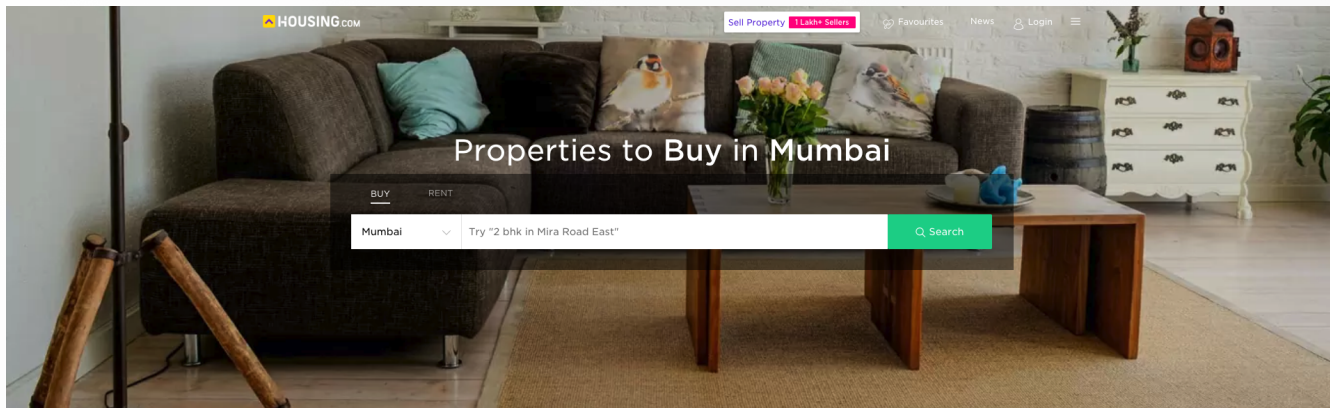 HOUSING.COM
Sell Property 1 Lakh+ Sellers Favourites News Login
Properties to Buy in Mumbai
BUY RENT
Mumbai Try "2 bhk in Mira Road East" Search